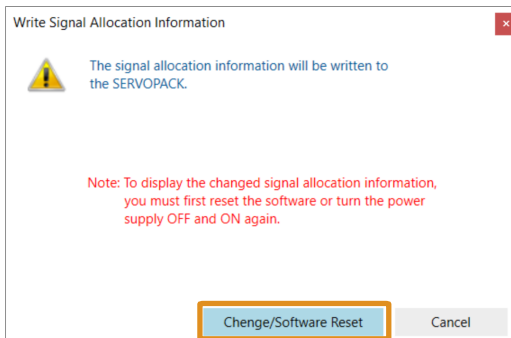 Write Signal Allocation Information
The signal allocation information will be written to
the SERVOPACK.
Note: To display the changed signal allocation information,
you must first reset the software or turn the power
supply OFF and ON again.
Chenge/Software Reset
Cancel